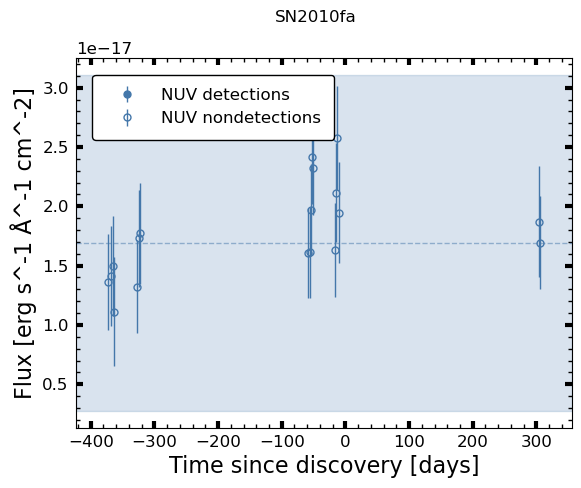 SN2010fa
1e−17
NUV detections
NUV nondetections
3.0
2.5
2.0
1.5
1.0
0.5
Flux [erg s^-1 Å^-1 cm^-2]
−400 −300 −200 −100 0 100 200 300
Time since discovery [days]